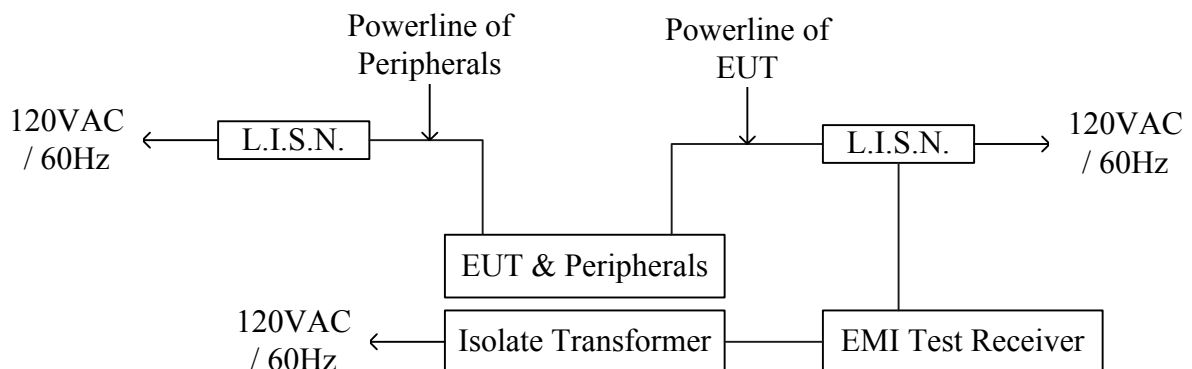 Powerline of
Peripherals
Powerline of
EUT
120VAC
/ 60Hz
L.I.S.N.
L.I.S.N.
120VAC
/ 60Hz
EUT & Peripherals
120VAC
/ 60Hz
Isolate Transformer
EMI Test Receiver